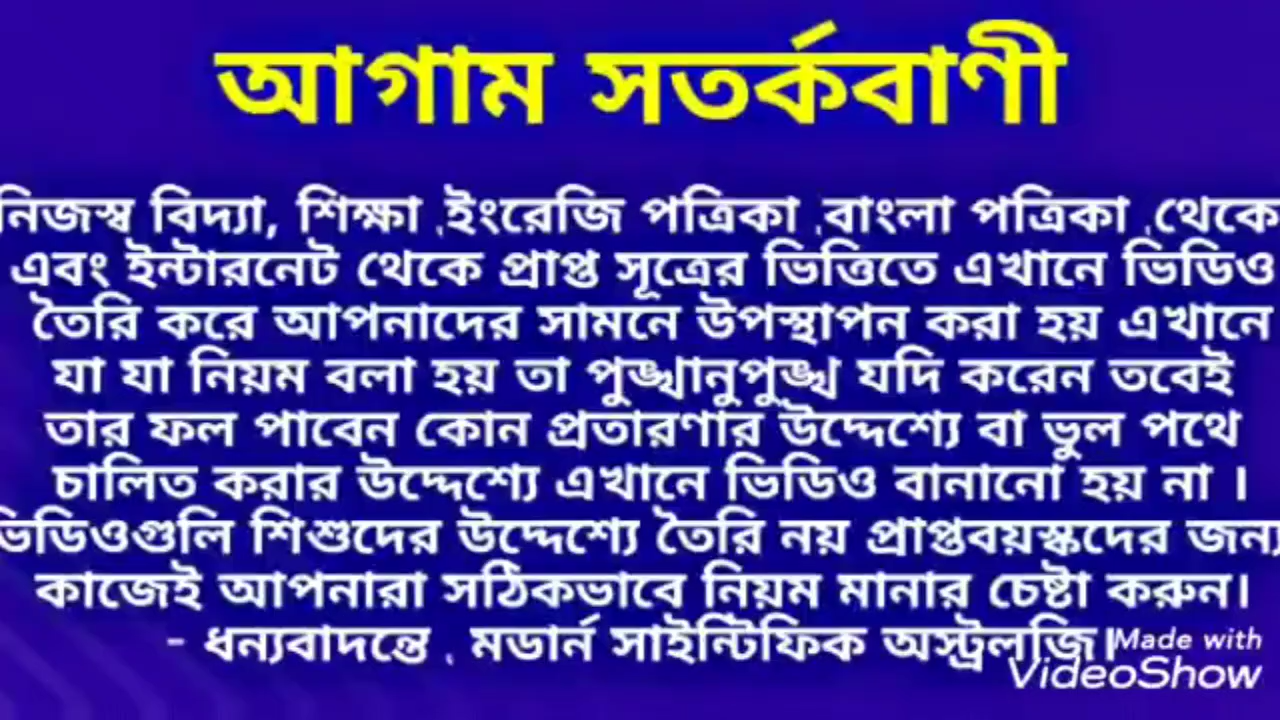 আগাম সতর্কবাণী
নিজস্ব বিদ্যা, শিক্ষা ,ইংরেজি পত্রিকা ,বাংলা পত্রিকা ,থেকে
এবং ইন্টারনেট থেকে প্রাপ্ত সূত্রের ভিত্তিতে এখানে ভিডিও
তৈরি করে আপনাদের সামনে উপস্থাপন করা হয় এখানে
যা যা নিয়ম বলা হয় তা পুঙ্খানুপুঙ্খ যদি করেন তবেই
তার ফল পাবেন কোন প্রতারণার উদ্দেশ্যে বা ভুল পথে
চালিত করার উদ্দেশ্যে এখানে ভিডিও বানানো হয় না ।
ভিডিওগুলি শিশুদের উদ্দেশ্যে তৈরি নয় প্রাপ্তবয়স্কদের জন্য
কাজেই আপনারা সঠিকভাবে নিয়ম মানার চেষ্টা করুন।
- ধন্যবাদন্তে , মডার্ন সাইন্টিফিক অস্ট্রলজি।
Made with
VideoShow